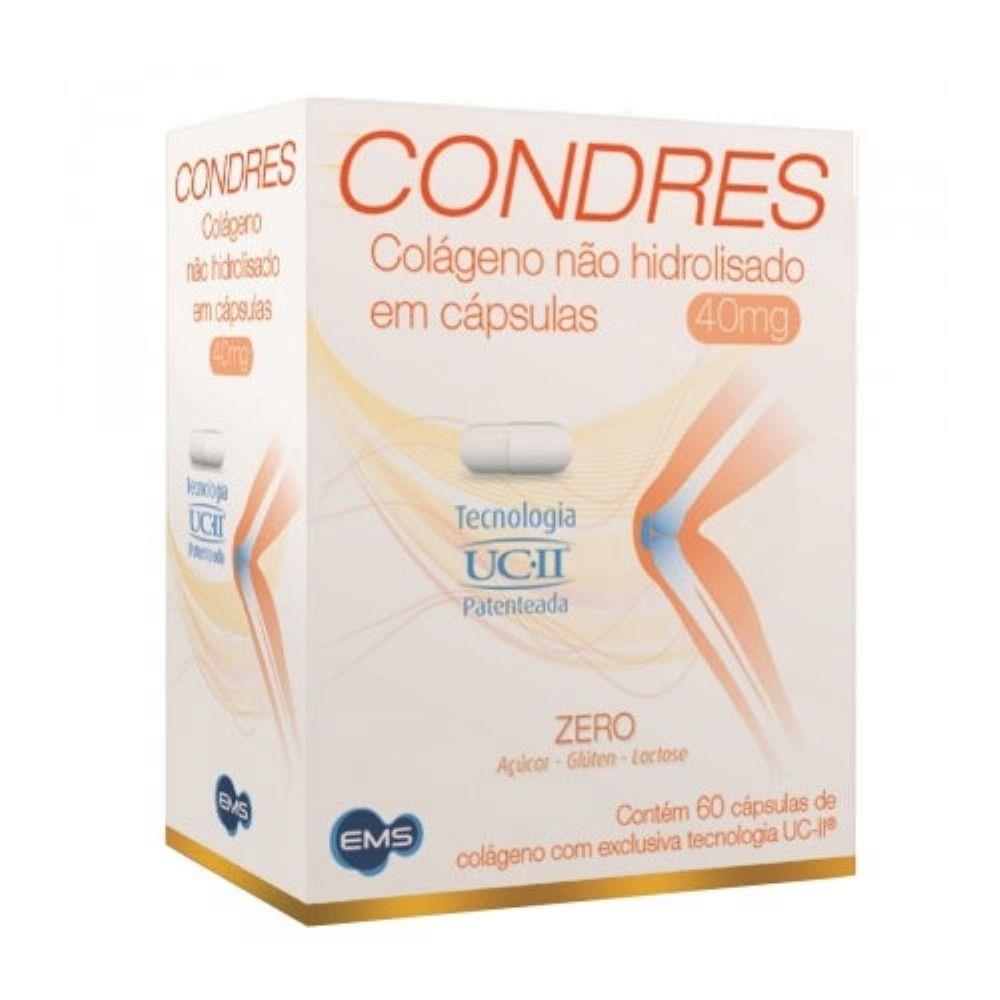 CONDRES
Colágeno
não hidrolisado
em cápsulas
40mg
Tecnologia
UC·II
Patenteada
EMS
CONDRES
Colágeno não hidrolisado
em cápsulas 40mg
Tecnologia
UC·II®
Patenteada
ZERO
Açúcar - Glúten - Lactose
Contém 60 cápsulas de
colágeno com exclusiva tecnologia UC-II®
EMS